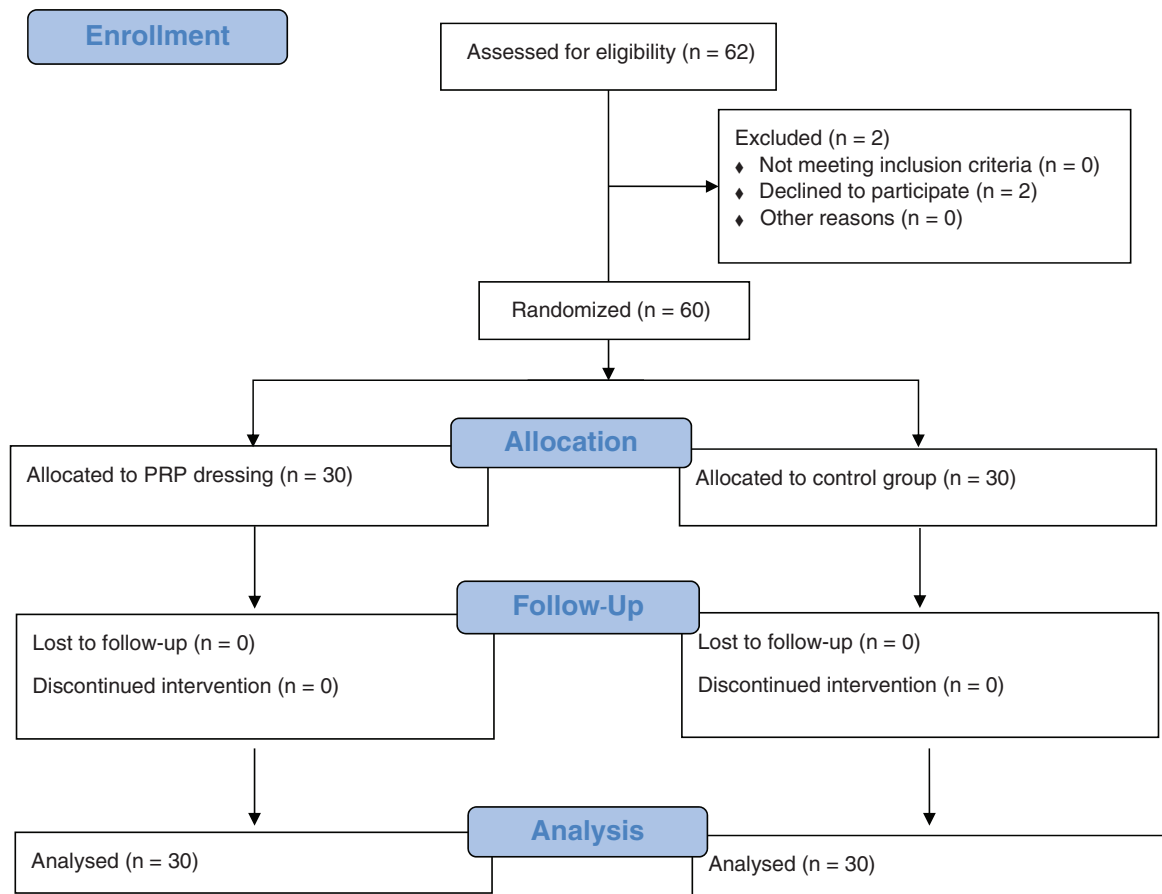 Enrollment
Assessed for eligibility (n = 62)
Excluded (n = 2)
♦ Not meeting inclusion criteria (n = 0)
♦ Declined to participate (n = 2)
♦ Other reasons (n = 0)
Randomized (n = 60)
Allocation
Allocated to PRP dressing (n = 30)
Allocated to control group (n = 30)
Follow-Up
Lost to follow-up (n = 0)
Discontinued intervention (n = 0)
Lost to follow-up (n = 0)
Discontinued intervention (n = 0)
Analysis
Analysed (n = 30)
Analysed (n = 30)